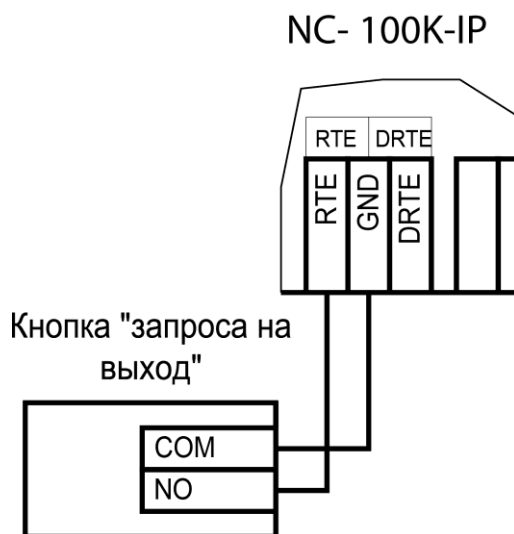 NC- 100K-IP
RTE DRTE
RTE GND DRTE
Кнопка "запроса на
выход"
COM
NO